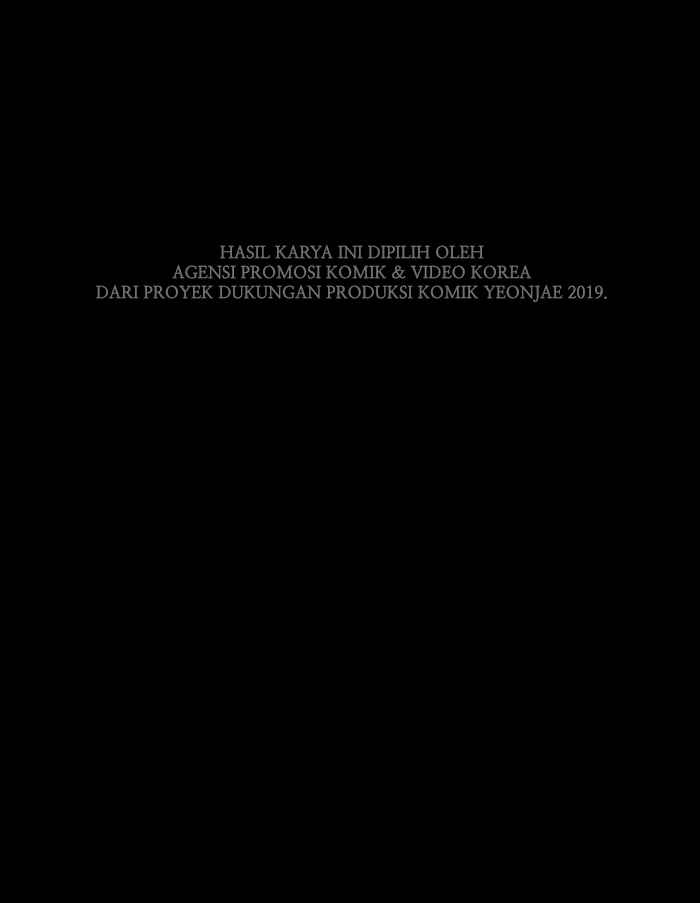 HASIL KARYA INI DIPILIH OLEH
AGENSI PROMOSI KOMIK & VIDEO KOREA
DARI PROYEK DUKUNGAN PRODUKSI KOMIK YEONJAE 2019.